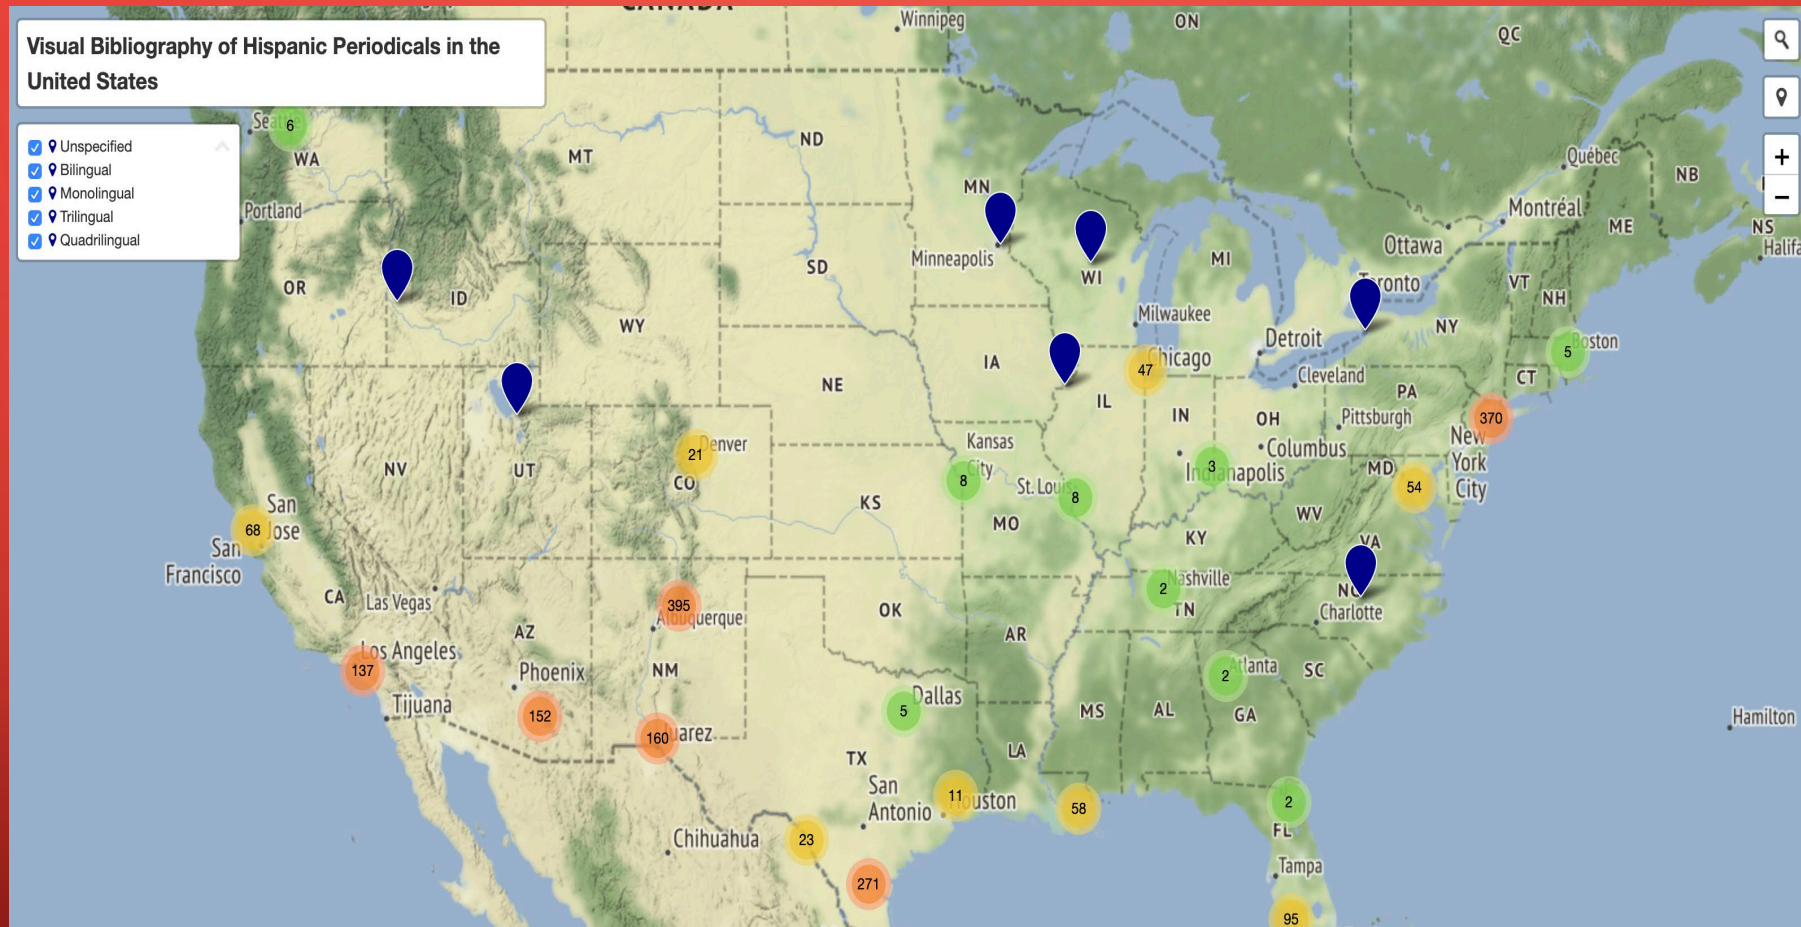 CANADA
Winnipeg
ON
QC
Visual Bibliography of Hispanic Periodicals in the
United States
Unspecified
Bilingual
Monolingual
Trilingual
Quadrilingual
6
WA
Portland
MT
ND
MN
Québec
NB
+
−
Montréal
ME
NS
Ottawa
Minneapolis
SD
WI
MI
OR
ID
VT
NH
WY
Milwaukee
NY
Detroit
5
Boston
IA
47
Chicago
NE
Cleveland
CT
IL
PA
IN
OH
Pittsburgh
370
New
York
City
Columbus
21
Denver
Kansas
City
NV
UT
CO
8
St. Louis
8
3
Indianapolis
MD
54
KS
MO
WV
San
Jose
68
San
Francisco
KY
VA
CA
Las Vegas
395
Albuquerque
OK
2
Nashville
TN
NC
Charlotte
AZ
AR
Los Angeles
137
Phoenix
NM
2
Atlanta
SC
Tijuana
152
5
Dallas
MS
AL
GA
Hamilton
160
TX
LA
San
Antonio
11
Houston
58
2
FL
Chihuahua
23
Tampa
271
95